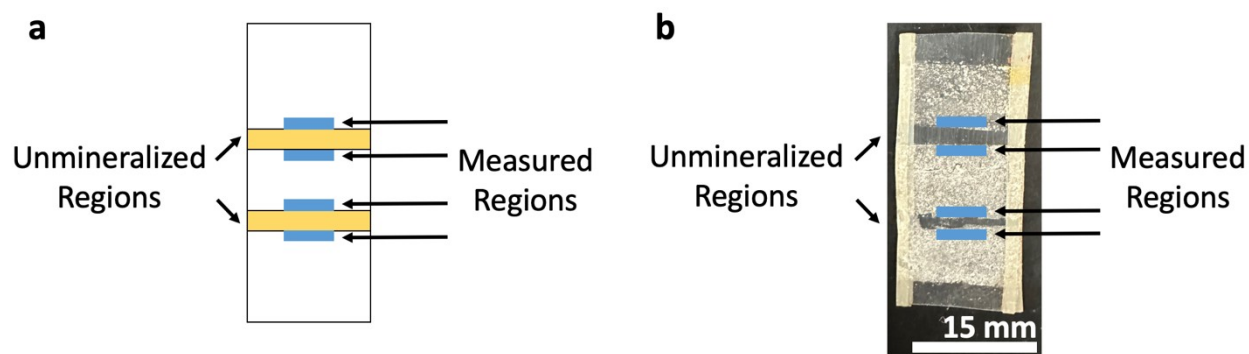 a
Unmineralized
Regions
Measured
Regions
b
Unmineralized
Regions
Measured
Regions
15 mm